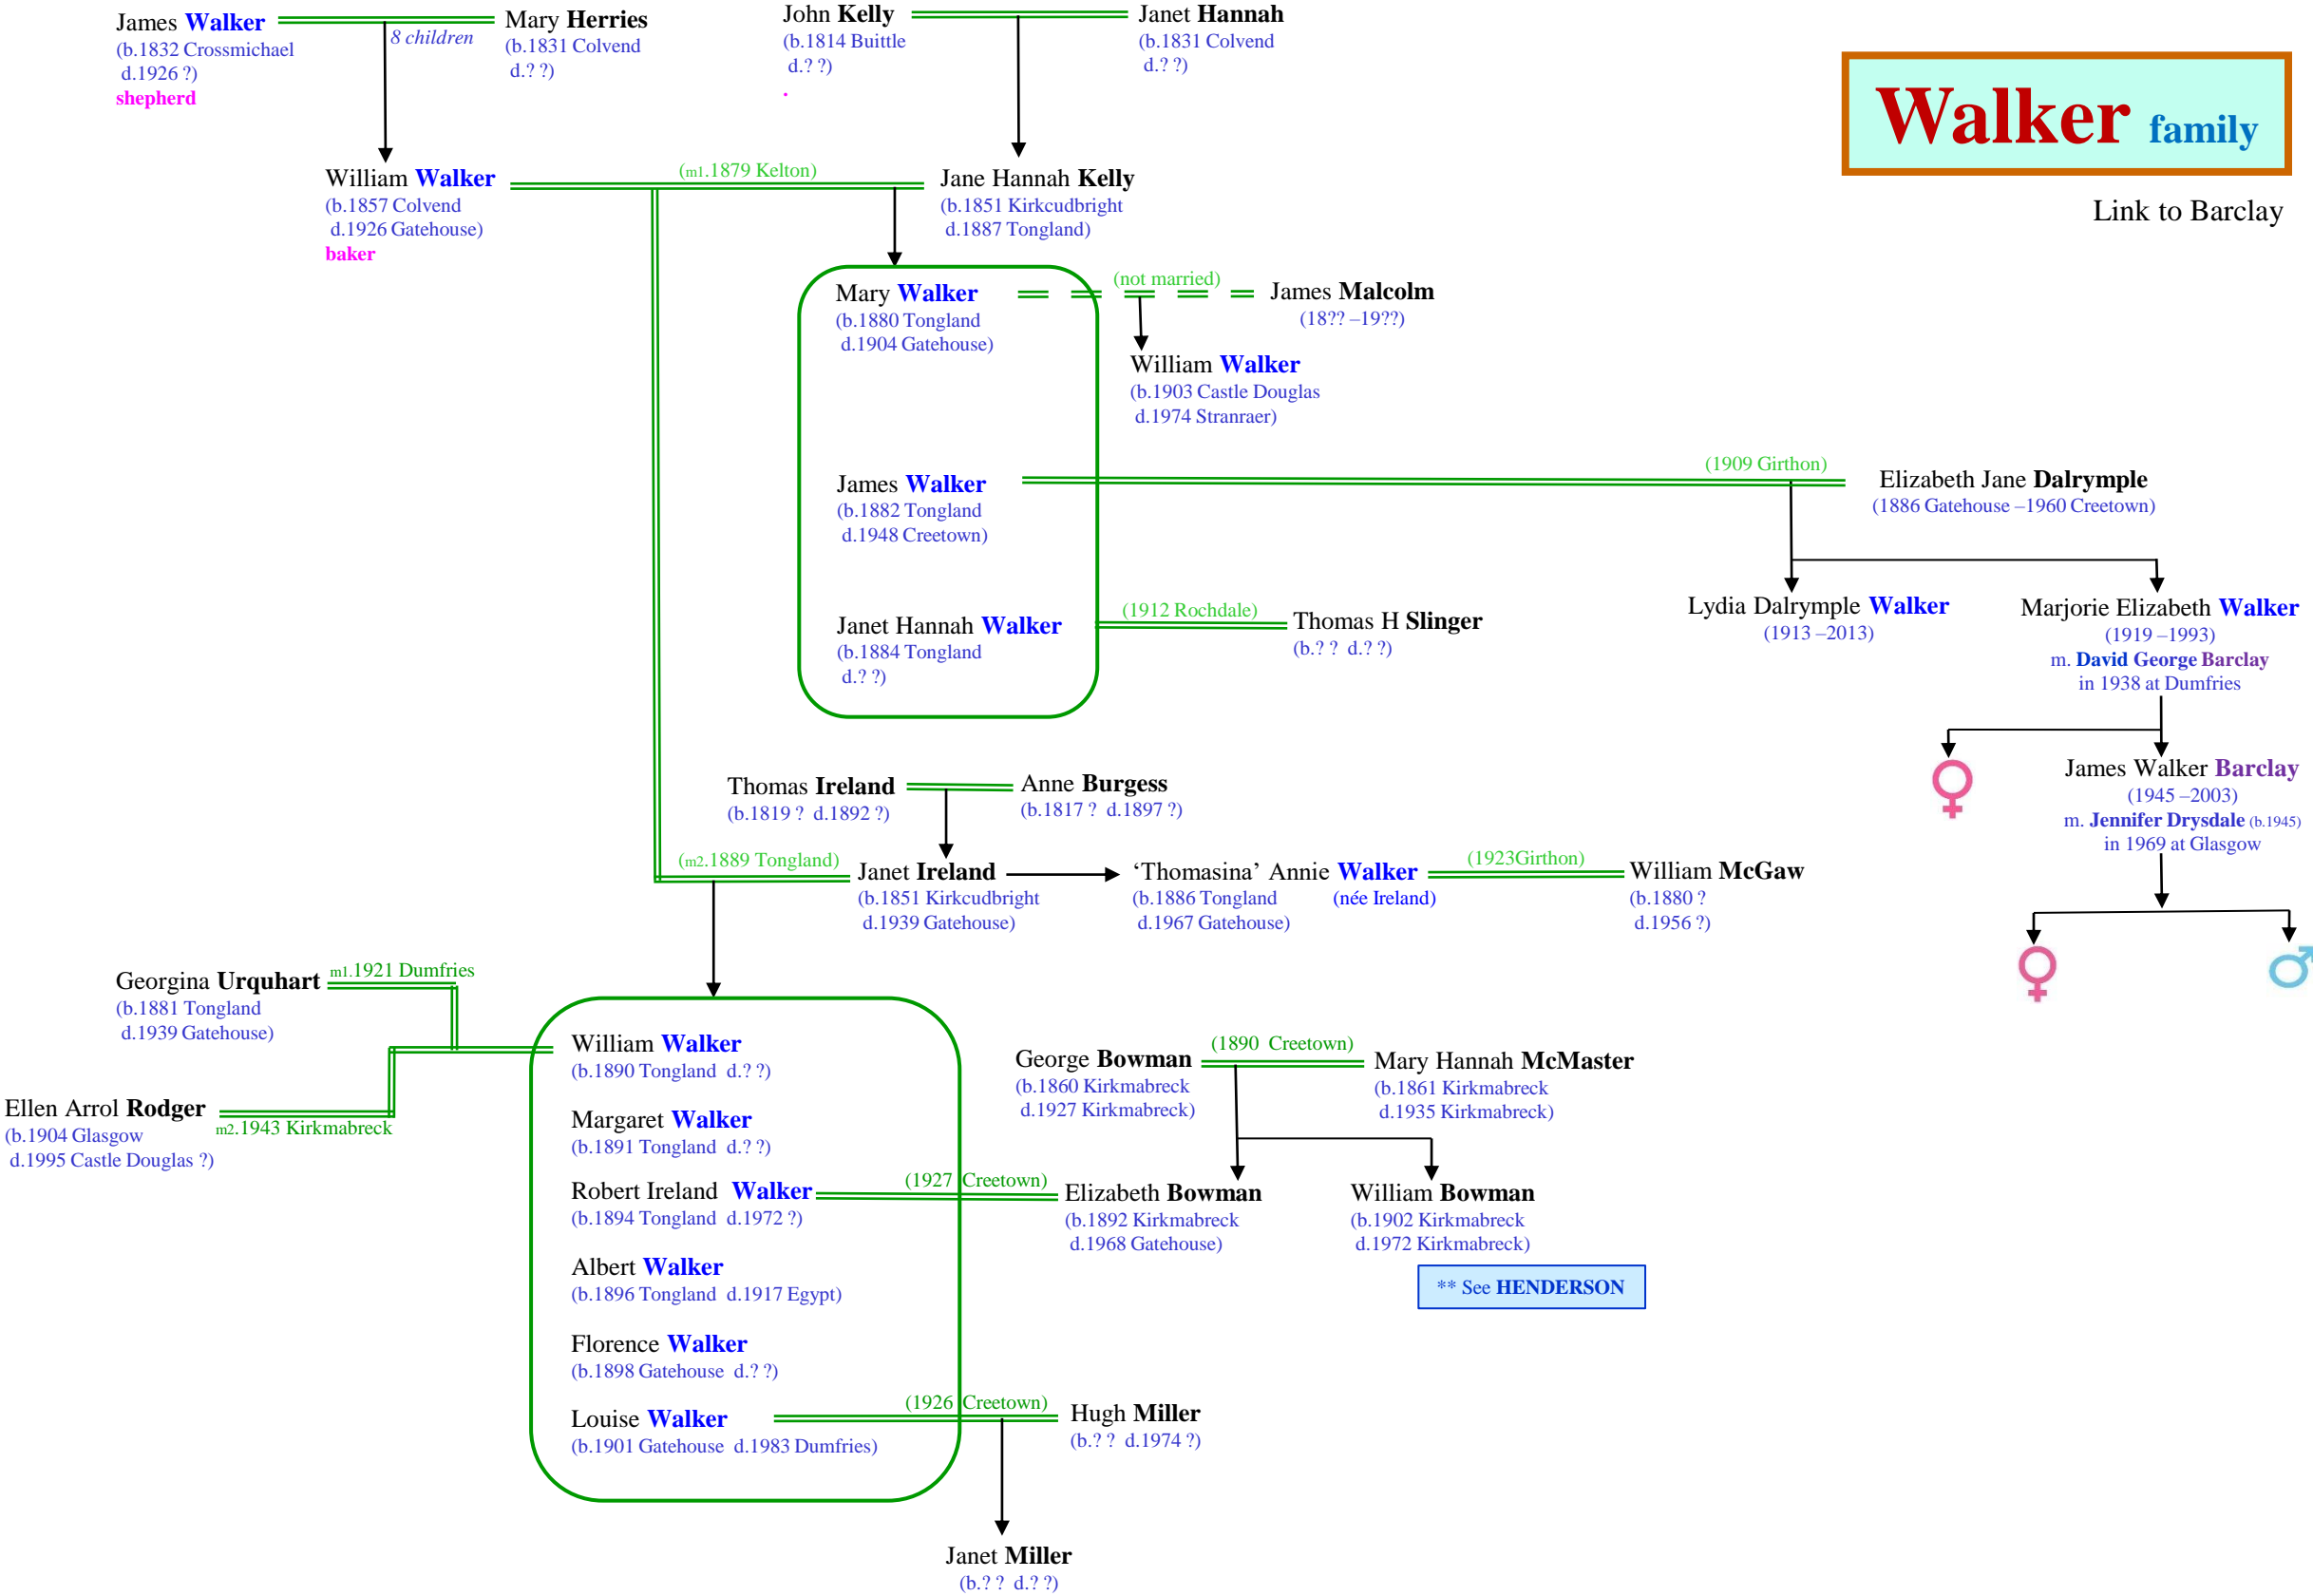 James Walker
(b.1832 Crossmichael
d.1926 ?)
shepherd
8 children
Mary Herries
(b.1831 Colvend
d.? ?)
John Kelly
(b.1814 Buittle
d.? ?)
.
Janet Hannah
(b.1831 Colvend
d.? ?)
Walker family
Link to Barclay
William Walker
(b.1857 Colvend
d.1926 Gatehouse)
baker
(m1.1879 Kelton)
Jane Hannah Kelly
(b.1851 Kirkcudbright
d.1887 Tongland)
Mary Walker
(b.1880 Tongland
d.1904 Gatehouse)
(not married)
James Malcolm
(18?? –19??)
William Walker
(b.1903 Castle Douglas
d.1974 Stranraer)
James Walker
(b.1882 Tongland
d.1948 Creetown)
(1909 Girthon)
Elizabeth Jane Dalrymple
(1886 Gatehouse –1960 Creetown)
Janet Hannah Walker
(b.1884 Tongland
d.? ?)
(1912 Rochdale)
Thomas H Slinger
(b.? ? d.? ?)
Lydia Dalrymple Walker
(1913 –2013)
Marjorie Elizabeth Walker
(1919 –1993)
m. David George Barclay
in 1938 at Dumfries
James Walker Barclay
(1945 –2003)
m. Jennifer Drysdale (b.1945)
in 1969 at Glasgow
Thomas Ireland
(b.1819 ? d.1892 ?)
Anne Burgess
(b.1817 ? d.1897 ?)
(m2.1889 Tongland)
Janet Ireland
(b.1851 Kirkcudbright
d.1939 Gatehouse)
‘Thomasina’ Annie Walker
(b.1886 Tongland (née Ireland)
d.1967 Gatehouse)
(1923Girthon)
William McGaw
(b.1880 ?
d.1956 ?)
Georgina Urquhart
(b.1881 Tongland
d.1939 Gatehouse)
m1.1921 Dumfries
Ellen Arrol Rodger
(b.1904 Glasgow
d.1995 Castle Douglas ?)
m2.1943 Kirkmabreck
William Walker
(b.1890 Tongland d.? ?)
Margaret Walker
(b.1891 Tongland d.? ?)
Robert Ireland Walker
(b.1894 Tongland d.1972 ?)
Albert Walker
(b.1896 Tongland d.1917 Egypt)
Florence Walker
(b.1898 Gatehouse d.? ?)
Louise Walker
(b.1901 Gatehouse d.1983 Dumfries)
George Bowman
(b.1860 Kirkmabreck
d.1927 Kirkmabreck)
(1890 Creetown)
Mary Hannah McMaster
(b.1861 Kirkmabreck
d.1935 Kirkmabreck)
(1927 Creetown)
Elizabeth Bowman
(b.1892 Kirkmabreck
d.1968 Gatehouse)
William Bowman
(b.1902 Kirkmabreck
d.1972 Kirkmabreck)
** See HENDERSON
(1926 Creetown)
Hugh Miller
(b.? ? d.1974 ?)
Janet Miller
(b.? ? d.? ?)